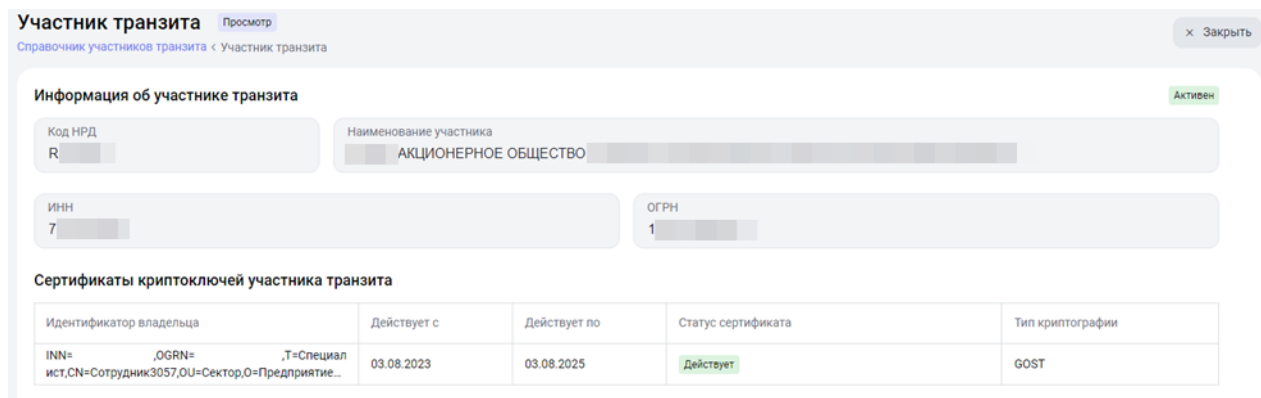 Участник транзита Просмотр
× Закрыть
Справочник участников транзита < Участник транзита
Информация об участнике транзита
Активен
Код НРД
R
Наименование участника
АКЦИОНЕРНОЕ ОБЩЕСТВО
ИНН
7
ОГРН
1
Сертификаты криптоключей участника транзита
Идентификатор владельца Действует с Действует по Статус сертификата Тип криптографии
INN= ,OGRN= ,T=Специал
ист,CN=Сотрудник3057,OU=Сектор,O=Предприятие...
03.08.2023 03.08.2025 Действует GOST